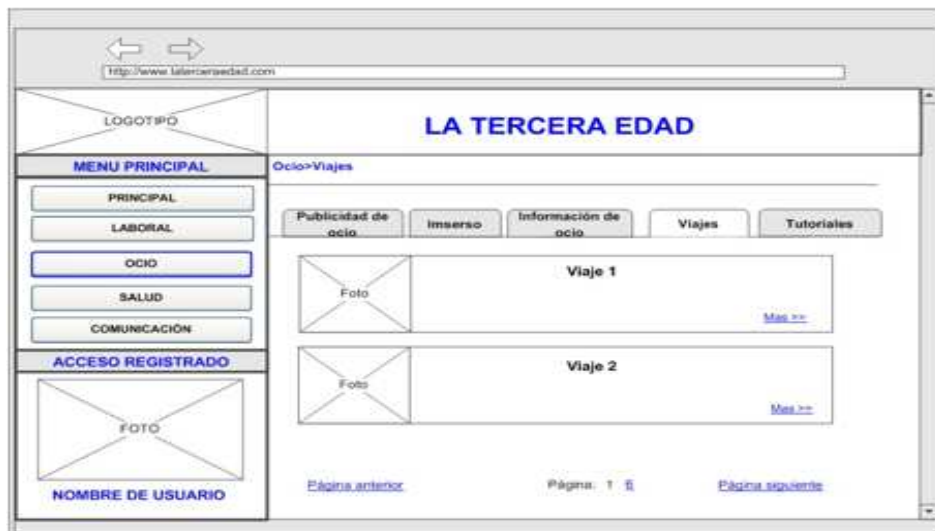 http://www.laterceraedad.com
LOGOTIPO
LA TERCERA EDAD
MENU PRINCIPAL
Ocio>Viajes
PRINCIPAL
LABORAL
OCIO
SALUD
COMUNICACIÓN
Publicidad de
ocio
Imserso
Información de
ocio
Viajes
Tutoriales
Foto
Viaje 1
Mas >>
Foto
Viaje 2
Mas >>
ACCESO REGISTRADO
FOTO
NOMBRE DE USUARIO
Página anterior
Página: 1 6
Página siguiente